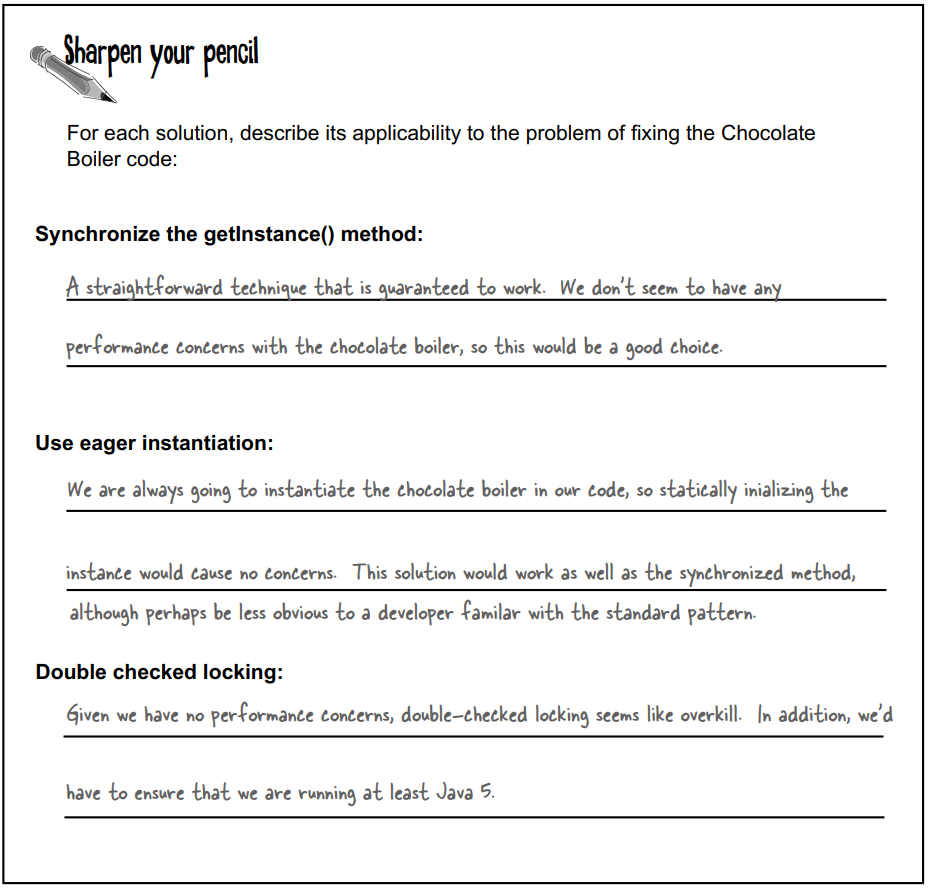 Sharpen your pencil
For each solution, describe its applicability to the problem of fixing the Chocolate
Boiler code:
Synchronize the getInstance() method:
A straightforward technique that is guaranteed to work. We don't seem to have any
performance concerns with the chocolate boiler, so this would be a good choice.
Use eager instantiation:
We are always going to instantiate the chocolate boiler in our code, so statically inializing the
instance would cause no concerns. This solution would work as well as the synchronized method,
although perhaps be less obvious to a developer familar with the standard pattern.
Double checked locking:
Given we have no performance concerns, double-checked locking seems like overkill. In addition, we'd
have to ensure that we are running at least Java 5.